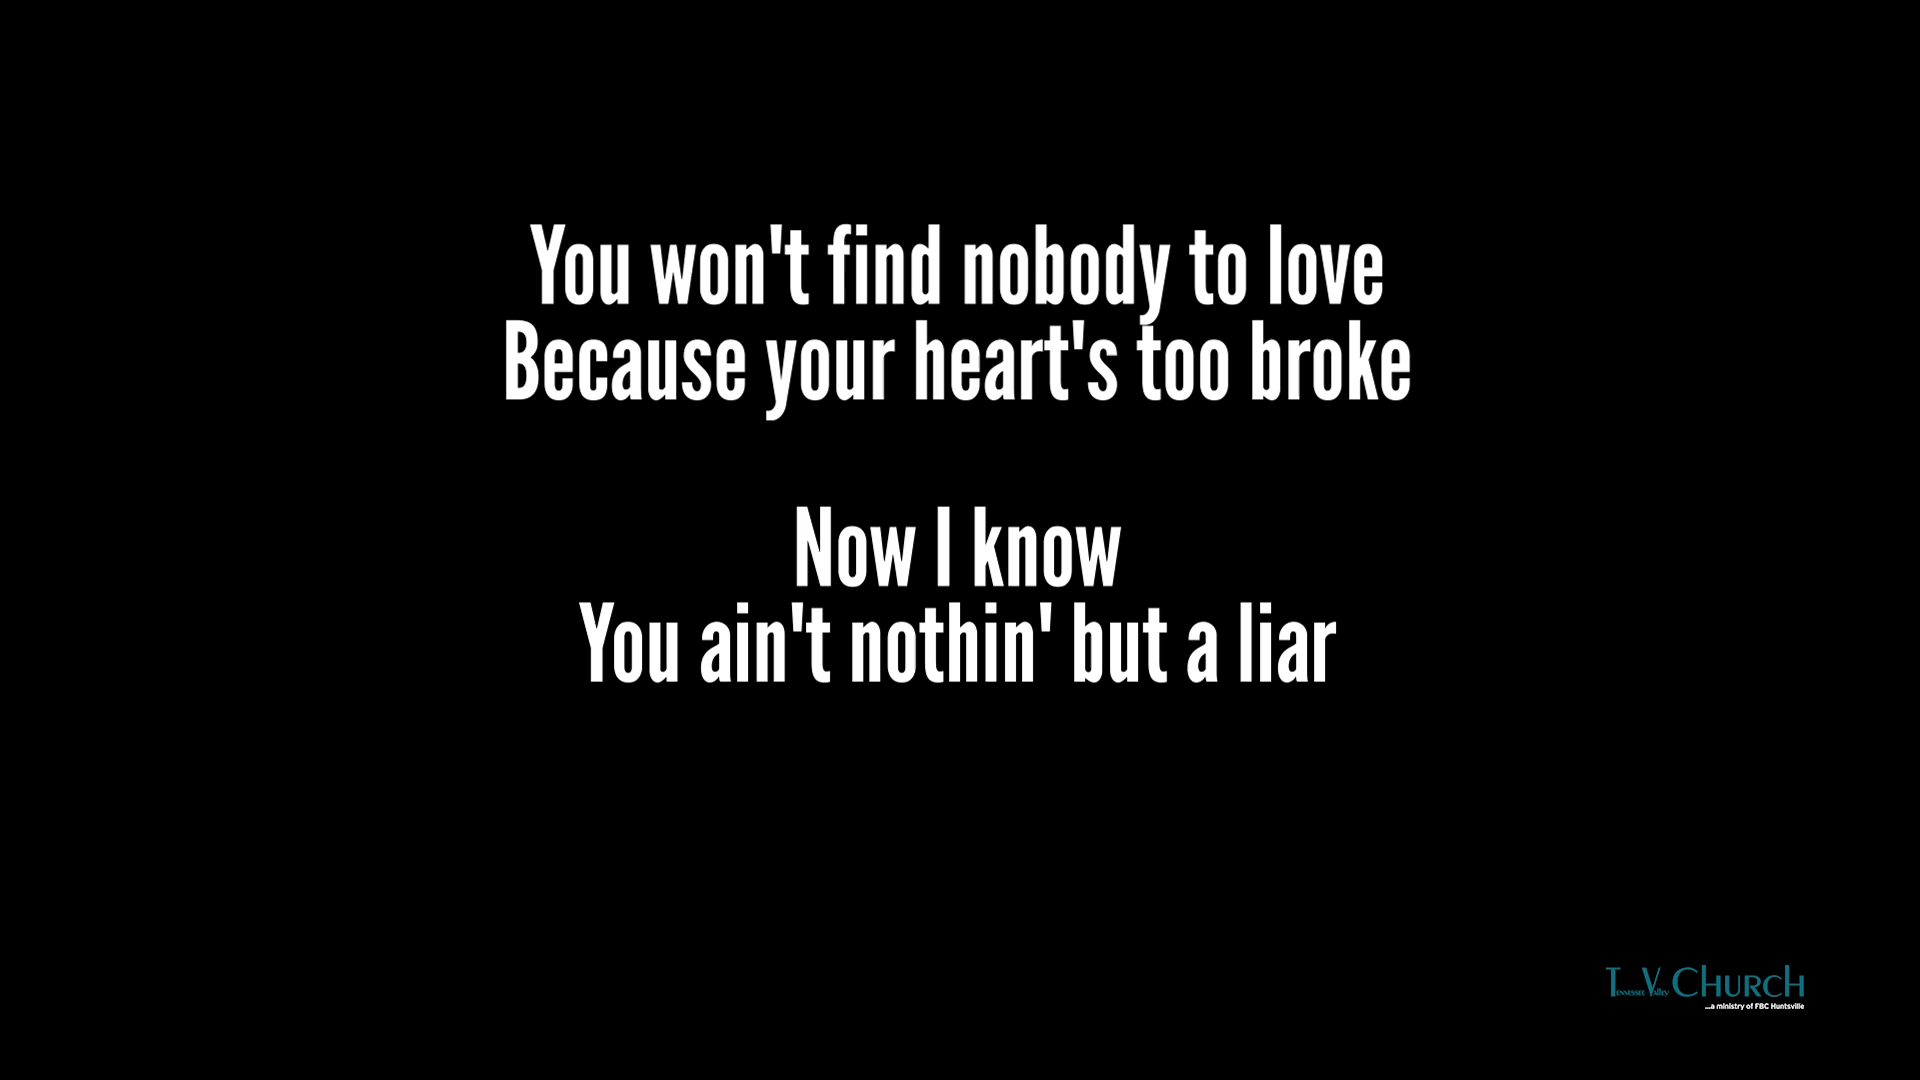 You won't find nobody to love
Because your heart's too broke
Now I know
You ain't nothin' but a liar
Tennessee Valley Church
...a ministry of FBC Huntsville